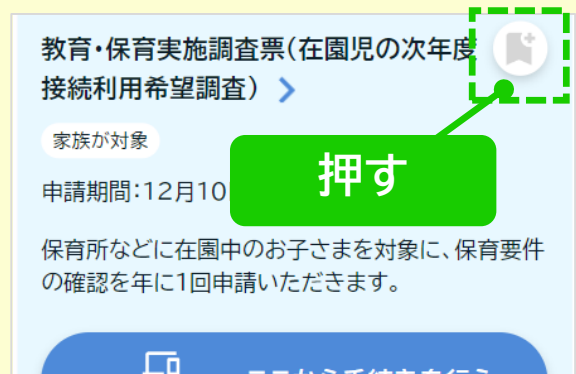 教育・保育実施調査票(在園児の次年度
接続利用希望調査)
家族が対象
申請期間:12月10
押す
保育所などに在園中のお子さまを対象に、保育要件
の確認を年に1回申請いただきます。